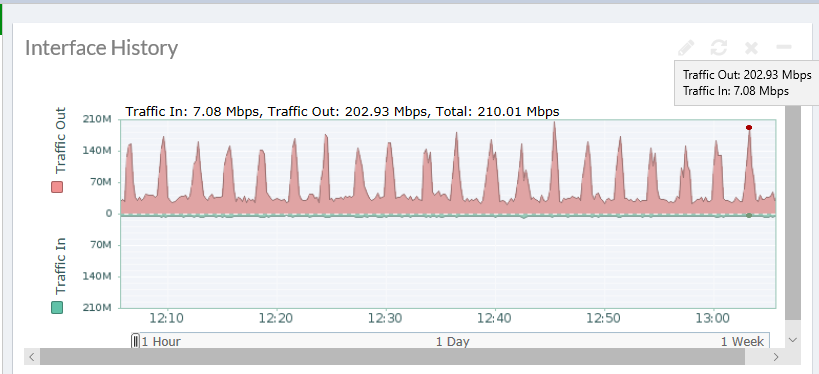 Interface History
Traffic Out: 202.93 Mbps
Traffic In: 7.08 Mbps
Traffic In: 7.08 Mbps, Traffic Out: 202.93 Mbps, Total: 210.01 Mbps
Traffic Out
210M
140M
70M
0
Traffic In
70M
140M
210M
12:10 12:20 12:30 12:40 12:50 13:00
1 Hour 1 Day 1 Week